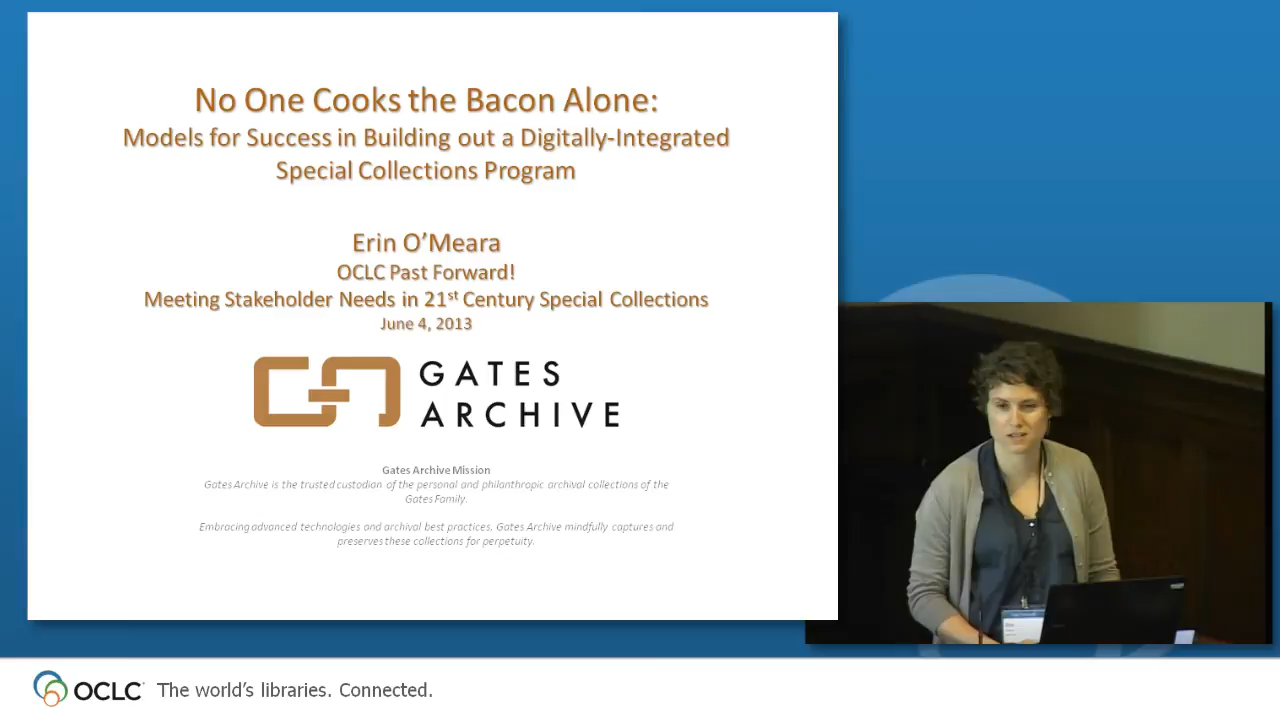 No One Cooks the Bacon Alone:
Models for Success in Building out a Digitally-Integrated
Special Collections Program
Erin O'Meara
OCLC Past Forward!
Meeting Stakeholder Needs in 21st Century Special Collections
June 4, 2013
GATES
ARCHIVE
Gates Archive Mission
Gates Archive is the trusted custodian of the personal and philanthropic archival collections of the
Gates Family.
Embracing advanced technologies and archival best practices, Gates Archive mindfully captures and
preserves these collections for perpetuity.
OCLC The world's libraries. Connected.